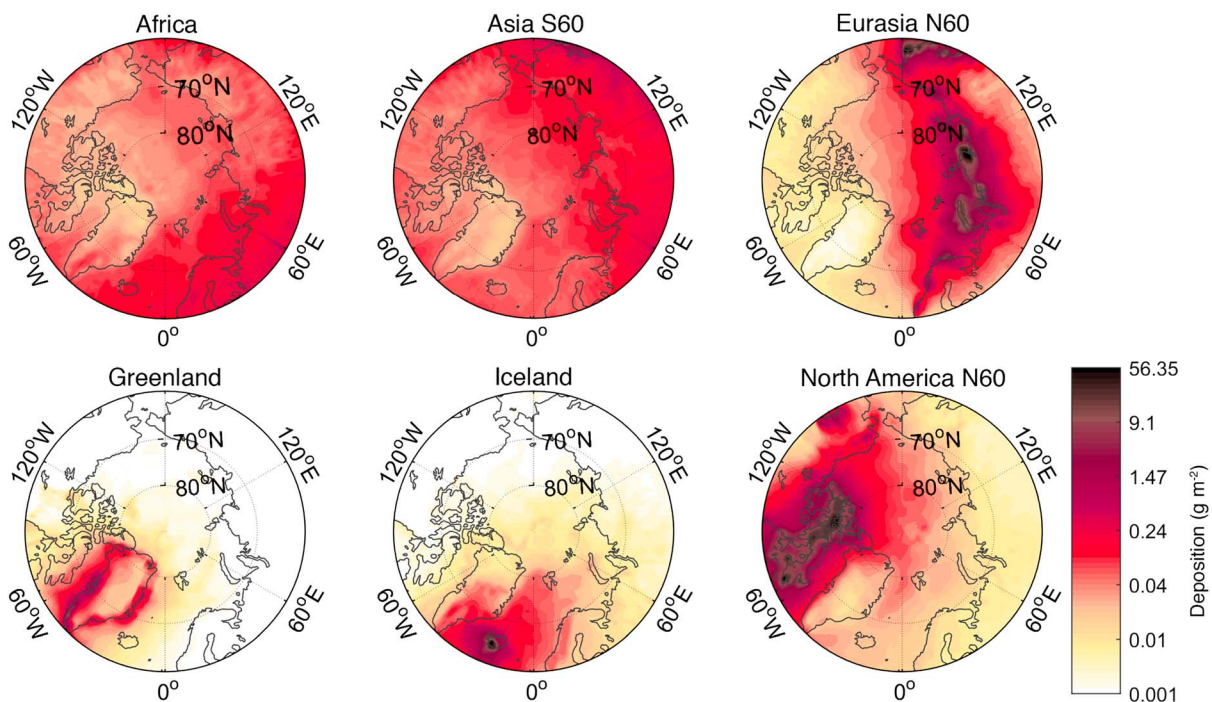 Africa
Asia S60
Eurasia N60
120°W
70°N
80°N
120°E
60°W
60°E
0°
120°W
70°N
80°N
120°E
60°W
60°E
0°
120°W
70°N
80°N
120°E
60°W
60°E
0°
Greenland
Iceland
North America N60
120°W
70°N
80°N
120°E
60°W
60°E
0°
120°W
70°N
80°N
120°E
60°W
60°E
0°
120°W
70°N
80°N
120°E
60°W
60°E
0°
56.35
9.1
1.47
0.24
0.04
0.01
0.001
Deposition (g m⁻²)